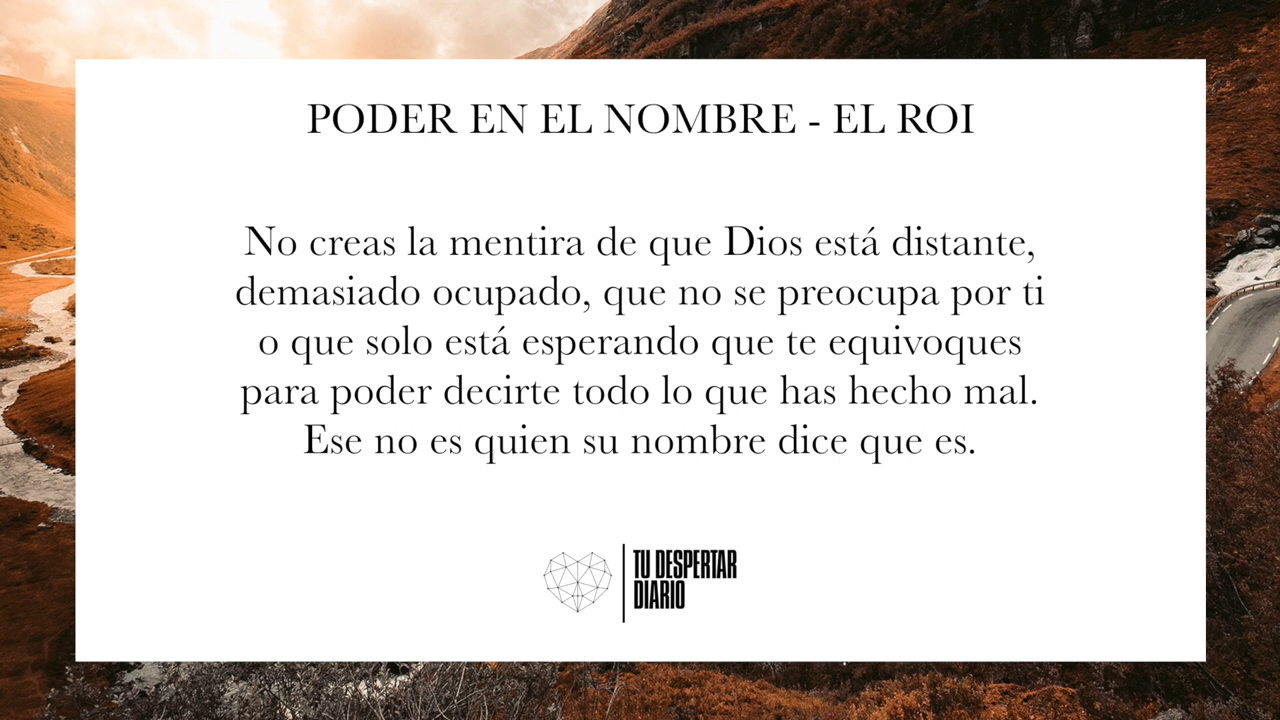 PODER EN EL NOMBRE - EL ROI
No creas la mentira de que Dios está distante,
demasiado ocupado, que no se preocupa por ti
o que solo está esperando que te equivoques
para poder decirte todo lo que has hecho mal.
Ese no es quien su nombre dice que es.
TU DESPERTAR
DIARIO